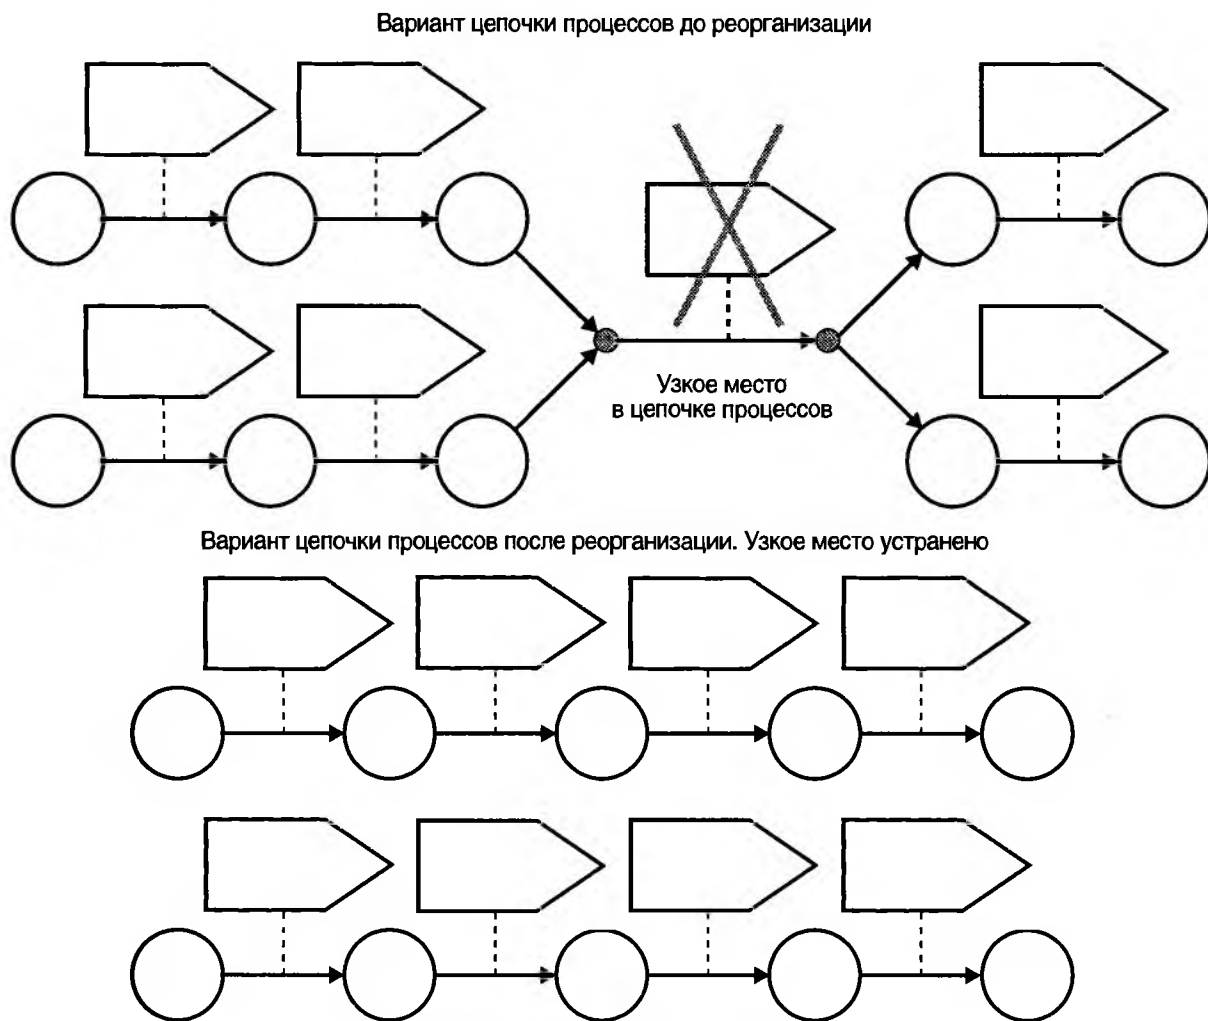 Вариант цепочки процессов до реорганизации
Узкое место
в цепочке процессов
Вариант цепочки процессов после реорганизации. Узкое место устранено